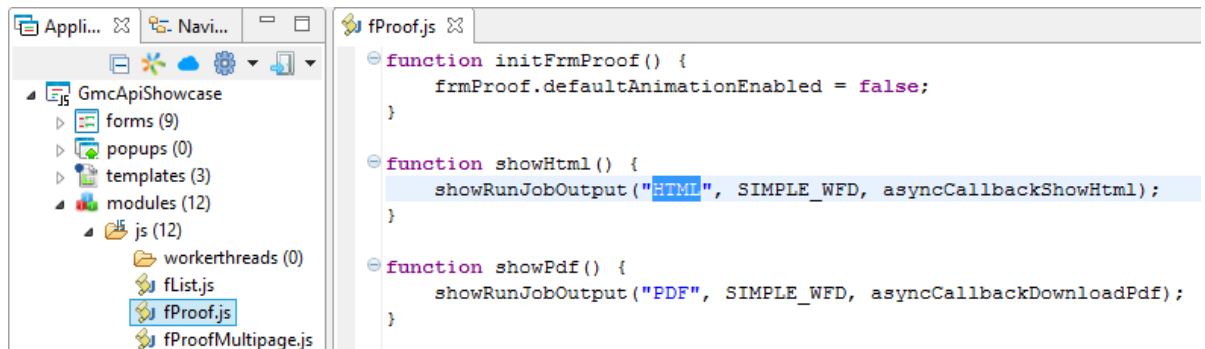 Appli...
Navi...
GmcApiShowcase
forms (9)
popups (0)
templates (3)
modules (12)
js (12)
workerthreads (0)
fList.js
fProof.js
fProofMultipage.js
fProof.js
function initFrmProof() {
frmProof.defaultAnimationEnabled = false;
}
function showHtml() {
showRunJobOutput("HTML", SIMPLE_WFD, asyncCallbackShowHtml);
}
function showPdf() {
showRunJobOutput("PDF", SIMPLE_WFD, asyncCallbackDownloadPdf);
}